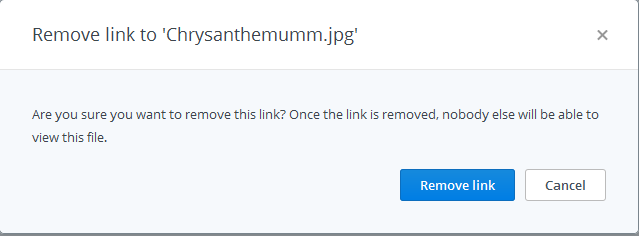 Remove link to 'Chrysanthemumm.jpg'
Are you sure you want to remove this link? Once the link is removed, nobody else will be able to
view this file.
Remove link
Cancel